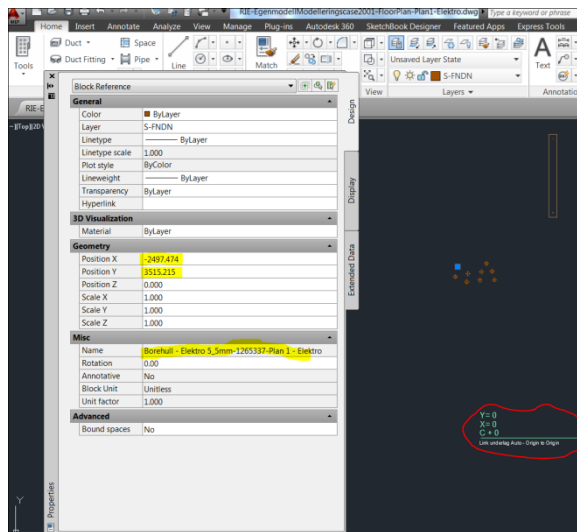 RIE-EgenmodellModelleringsicase2001-FloorPlan-Plan1-Elektro.dwg
Type a keyword or phrase
Home Insert Annotate Analyze View Manage Plug-ins Autodesk 360 SketchBook Designer Featured Apps Express Tools
Tools
Duct
Space
Duct Fitting
Pipe
Line
Match
Unsaved Layer State
S-FNDN
Text
View
Layers
Annotatio
RIE-E
[Top][2D
Block Reference
General
Color ByLayer
Layer S-FNDN
Linetype ByLayer
Linetype scale 1.000
Plot style ByColor
Lineweight ByLayer
Transparency ByLayer
Hyperlink
3D Visualization
Material ByLayer
Geometry
Position X -2497.474
Position Y 3515.215
Position Z 0.000
Scale X 1.000
Scale Y 1.000
Scale Z 1.000
Misc
Name Borehull - Elektro 5_5mm-1265337-Plan 1 - Elektro
Rotation 0.00
Annotative No
Block Unit Unitless
Unit factor 1.000
Advanced
Bound spaces No
Design
Display
Extended Data
Properties
Y= 0
X= 0
C + 0
Link underlag Auto - Origin to Origin
Y